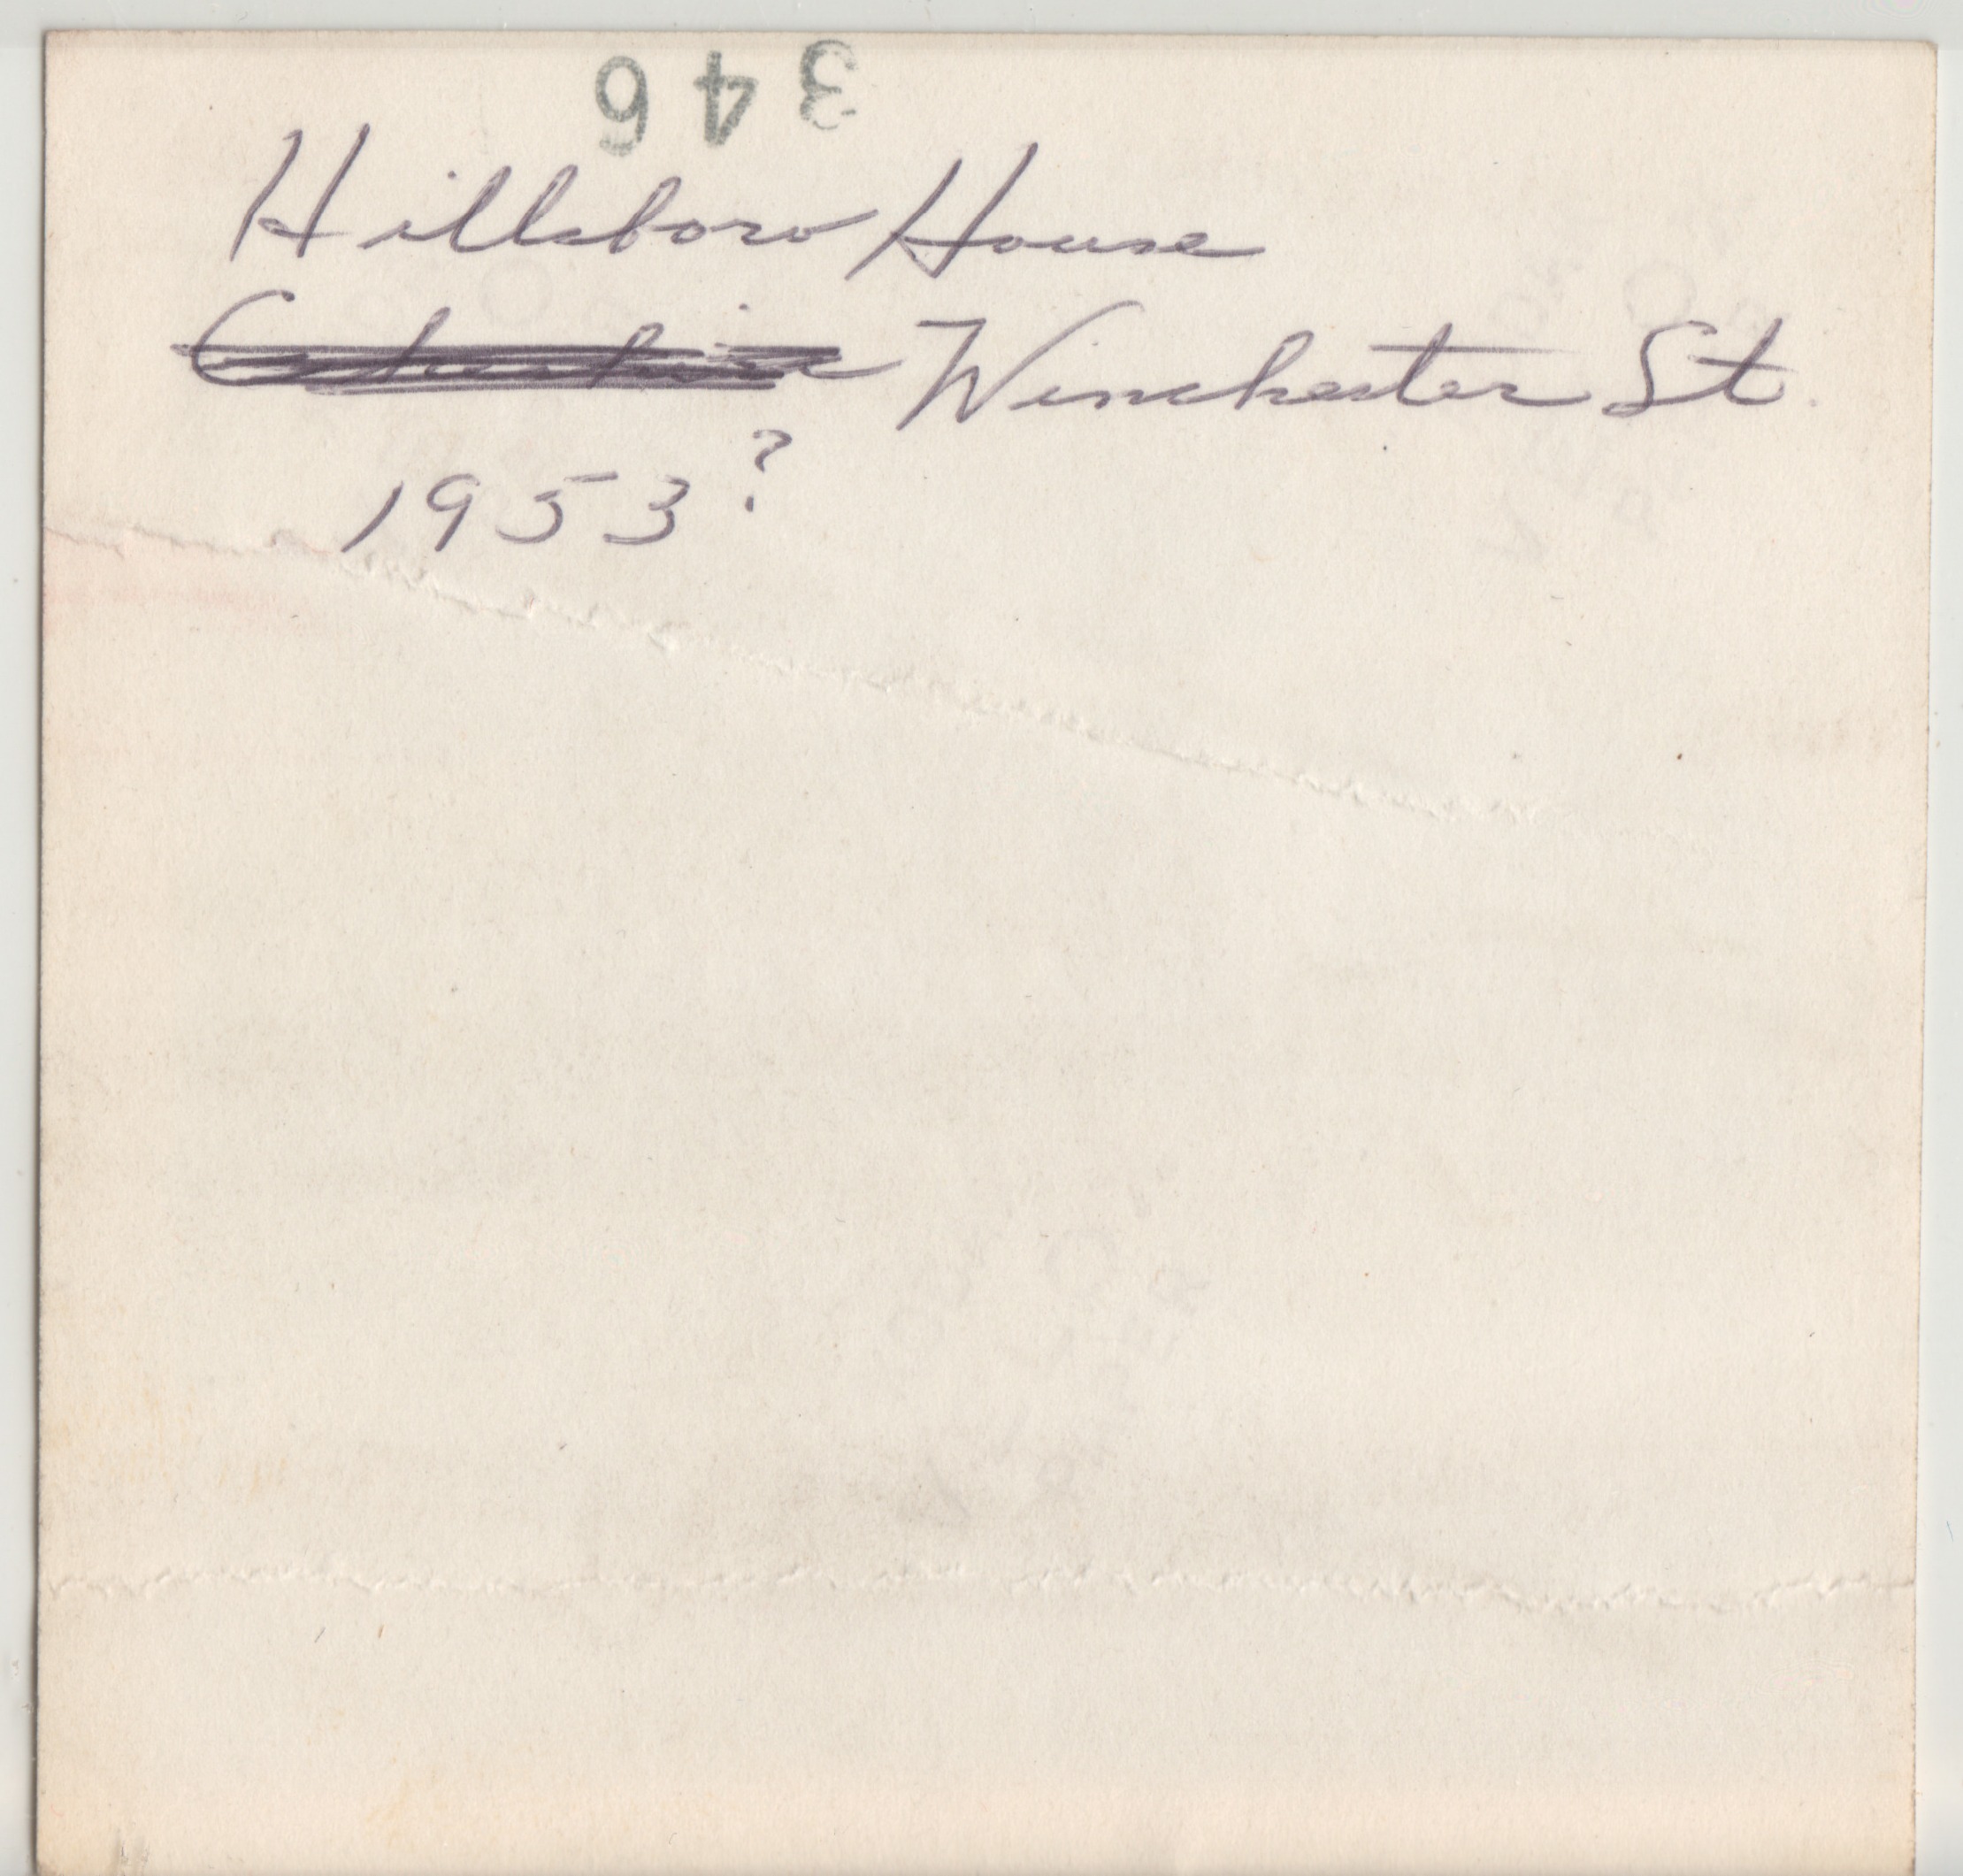 346
Hillsboro House
Winchester St.
1953?